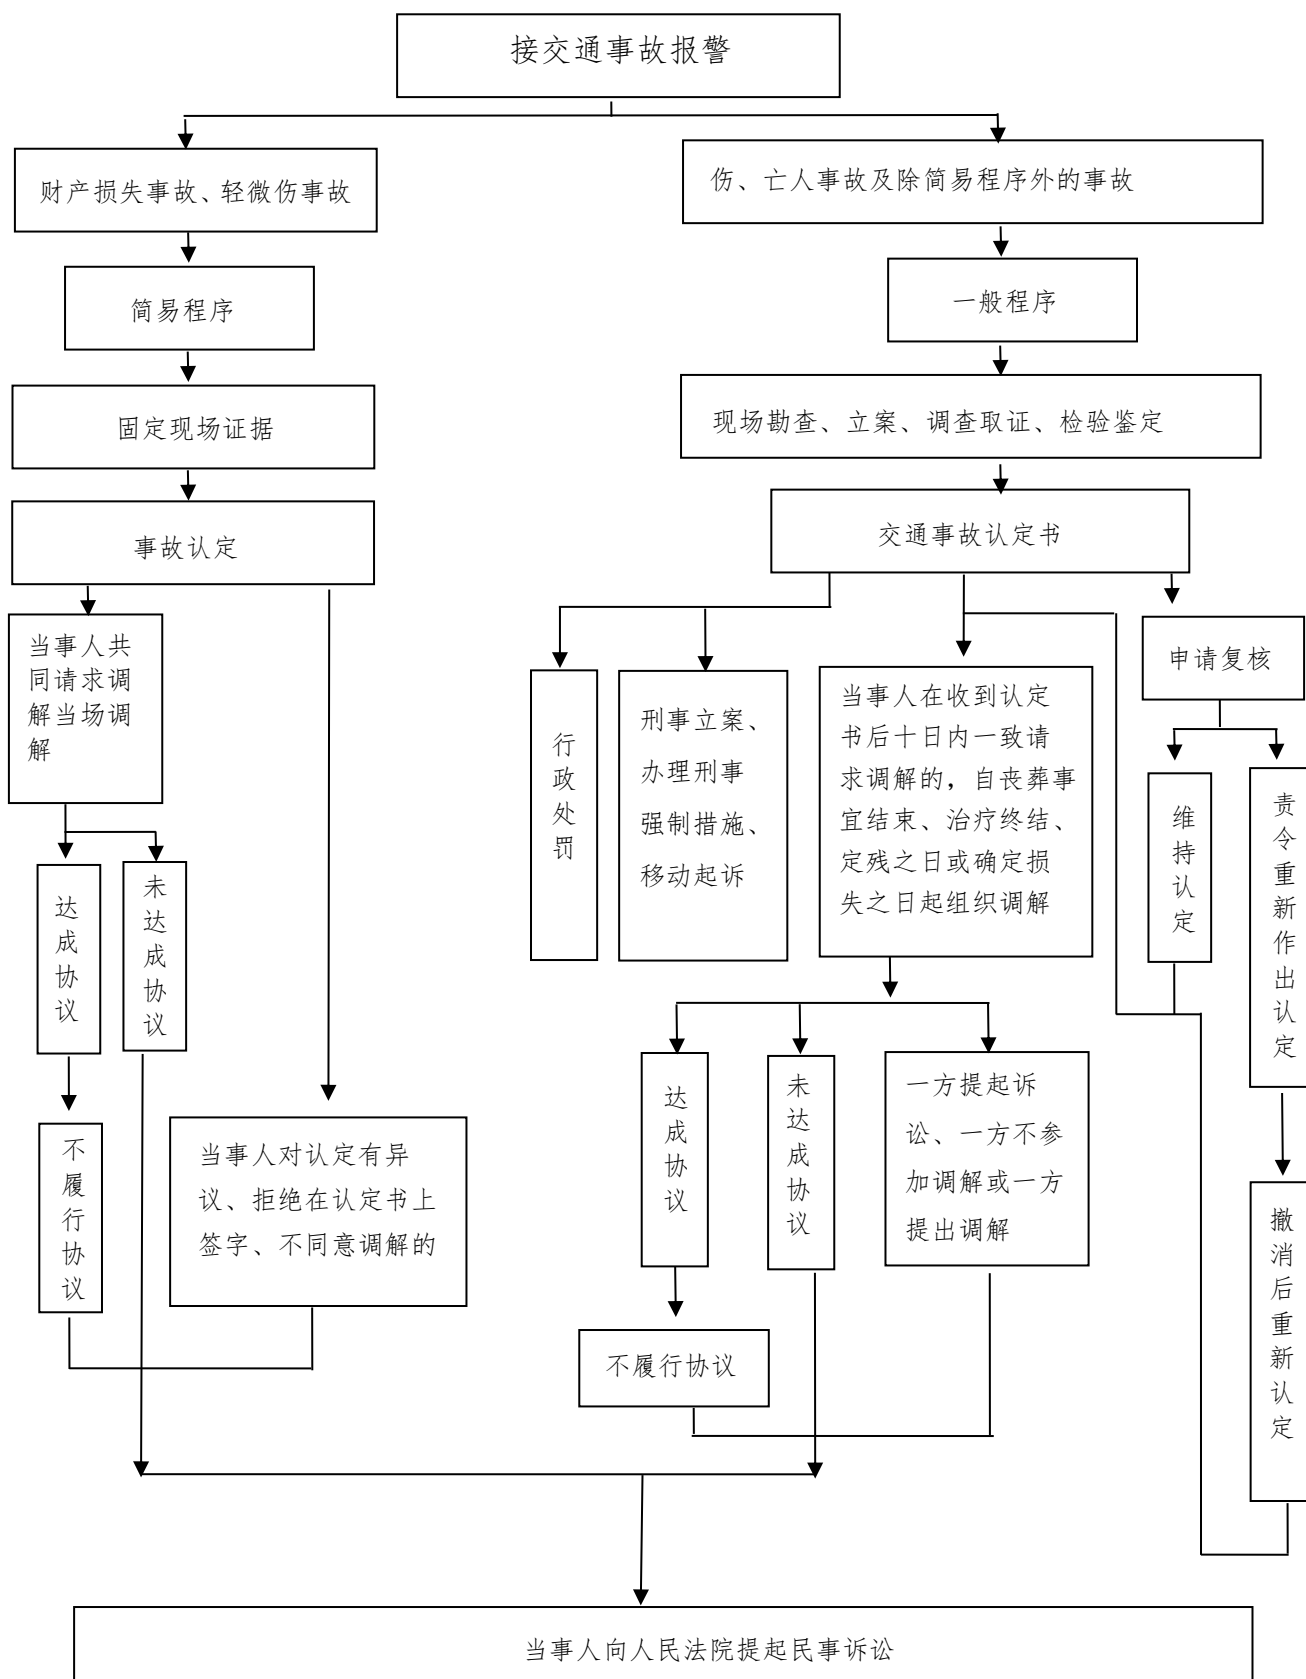 接交通事故报警
财产损失事故、轻微伤事故
伤、亡人事故及除简易程序外的事故
简易程序
一般程序
固定现场证据
现场勘查、立案、调查取证、检验鉴定
事故认定
交通事故认定书
当事人共
同请求调
解当场调
解
达成协议
未达成协议
不履行协议
当事人对认定有异
议、拒绝在认定书上
签字、不同意调解的
行政处罚
刑事立案、
办理刑事
强制措施、
移动起诉
当事人在收到认定
书后十日内一致请
求调解的，自丧葬事
宜结束、治疗终结、
定残之日或确定损
失之日起组织调解
申请复核
维持认定
责令重新作出认定
达成协议
未达成协议
一方提起诉
讼、一方不参
加调解或一方
提出调解
不履行协议
撤消后重新认定
当事人向人民法院提起民事诉讼